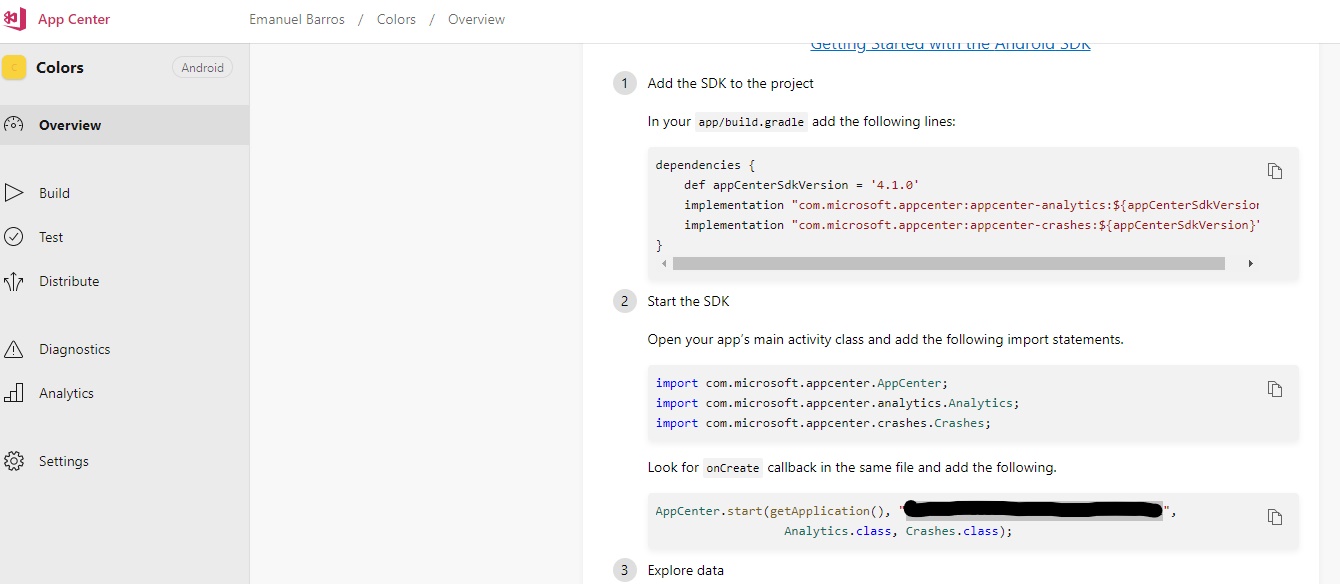 App Center
Emanuel Barros / Colors / Overview
Colors
Android
Overview
Build
Test
Distribute
Diagnostics
Analytics
Settings
Getting Started with the Android SDK
1 Add the SDK to the project
In your app/build.gradle add the following lines:
dependencies {
def appCenterSdkVersion = '4.1.0'
implementation "com.microsoft.appcenter:appcenter-analytics:${appCenterSdkVersion
implementation "com.microsoft.appcenter:appcenter-crashes:${appCenterSdkVersion}"
}
2 Start the SDK
Open your app's main activity class and add the following import statements.
import com.microsoft.appcenter.AppCenter;
import com.microsoft.appcenter.analytics.Analytics;
import com.microsoft.appcenter.crashes.Crashes;
Look for onCreate callback in the same file and add the following.
AppCenter.start(getApplication(), "",
Analytics.class, Crashes.class);
3 Explore data